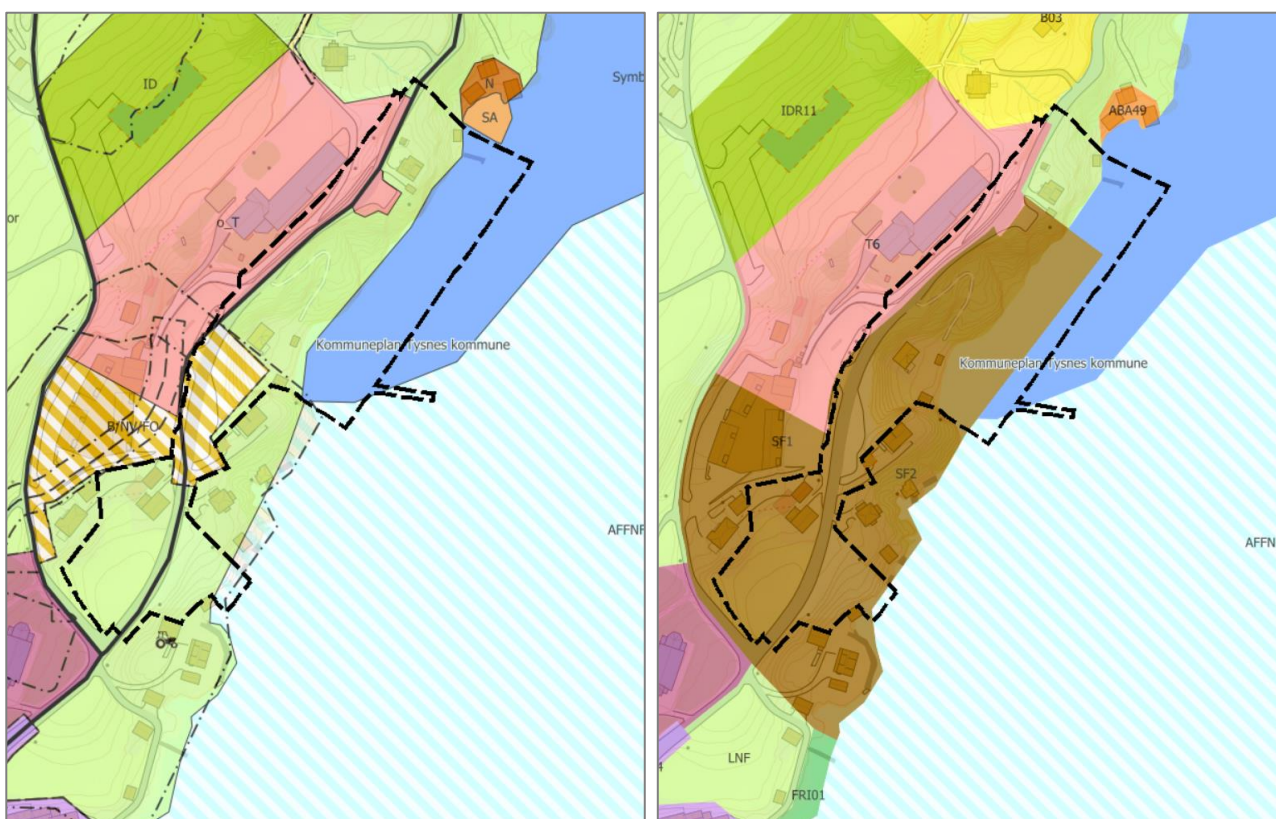 ID
N
SA
Symb
or
o_T
Kommuneplan Tysnes kommune
B/NV/FO
AFFNF
B03
IDR11
ABA49
T6
Kommuneplan Tysnes kommune
SF1
SF2
AFFN
LNF
FRI01